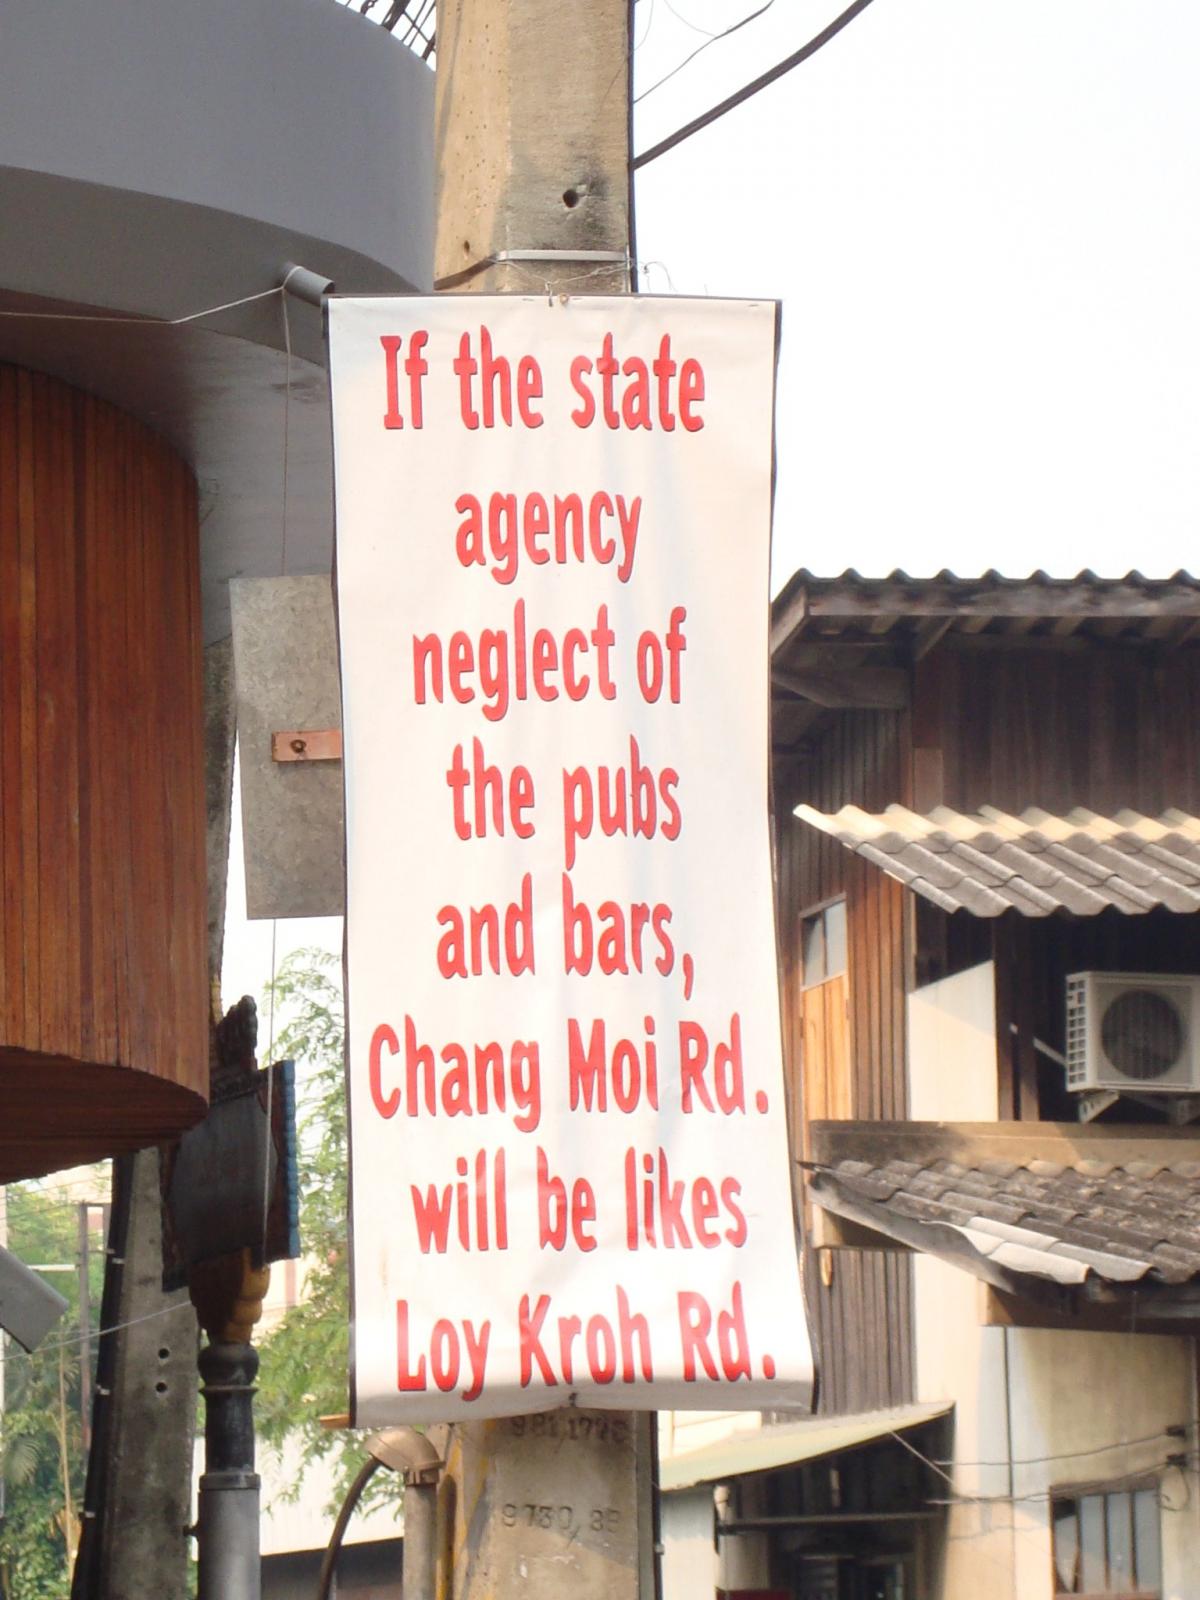 If the state
agency
neglect of
the pubs
and bars,
Chang Moi Rd.
will be likes
Loy Kroh Rd.